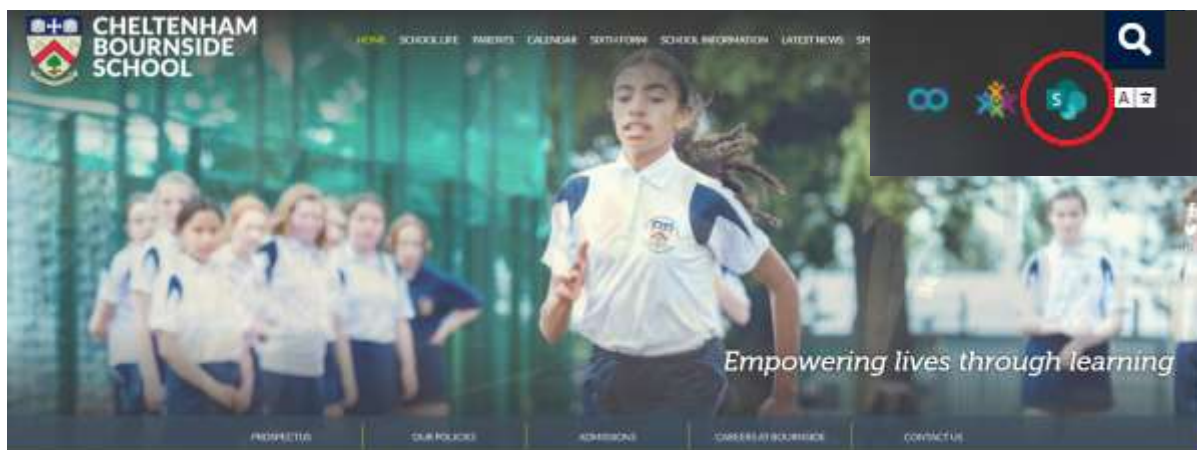 CHELTENHAM
BOURNSIDE
SCHOOL
HOME SCHOOL LIFE PARENTS CALENDAR SIXTH FORM SCHOOL INFORMATION LATEST NEWS
S
A 文
Empowering lives through learning
PROSPECTUS OUR POLICIES ADMISSIONS CAREERS AT BOURNSIDE CONTACT US